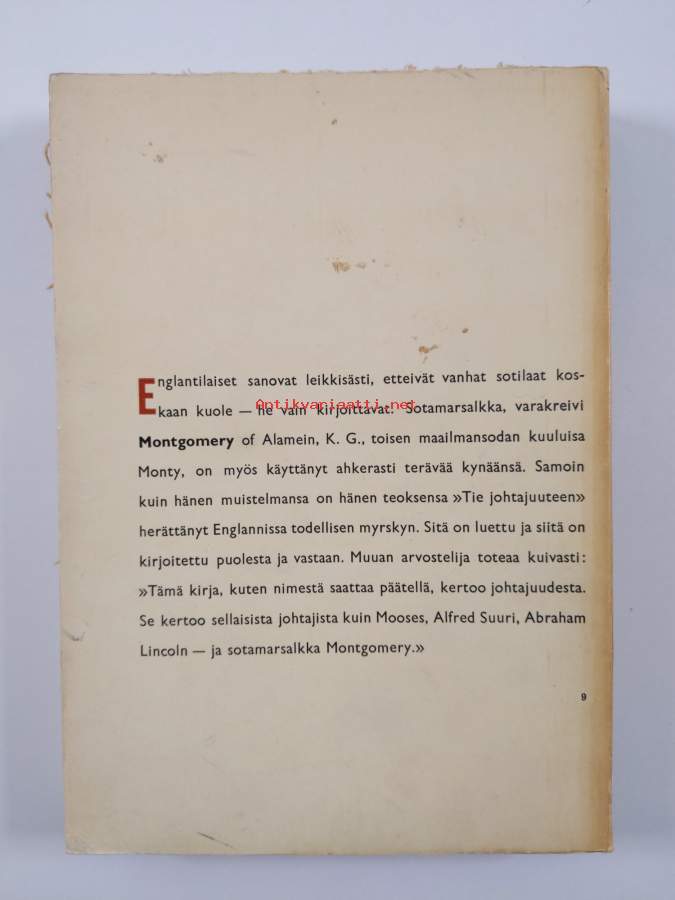 Englantilaiset sanovat leikkisästi, etteivät vanhat sotilaat kos-
kaan kuole — he vain kirjoittavat. Sotamarsalkka, varakreivi
Antikvariaatti.net
Montgomery of Alamein, K. G., toisen maailmansodan kuuluisa
Monty, on myös käyttänyt ahkerasti terävää kynäänsä. Samoin
kuin hänen muistelmansa on hänen teoksensa »Tie johtajuuteen»
herättänyt Englannissa todellisen myrskyn. Sitä on luettu ja siitä on
kirjoitettu puolesta ja vastaan. Muuan arvostelija toteaa kuivasti:
»Tämä kirja, kuten nimestä saattaa päätellä, kertoo johtajuudesta.
Se kertoo sellaisista johtajista kuin Mooses, Alfred Suuri, Abraham
Lincoln — ja sotamarsalkka Montgomery.»
9